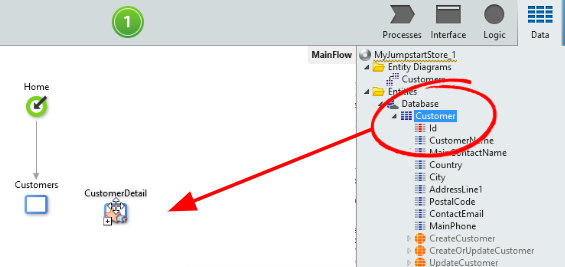 1
Processes
Interface
Logic
Data
MainFlow
Home
Customers
CustomerDetail
MyJumpstartStore_1
Entity Diagrams
Customers
Entities
Database
Customer
Id
CustomerName
MainContactName
Country
City
AddressLine1
PostalCode
ContactEmail
MainPhone
CreateCustomer
CreateOrUpdateCustomer
UpdateCustomer